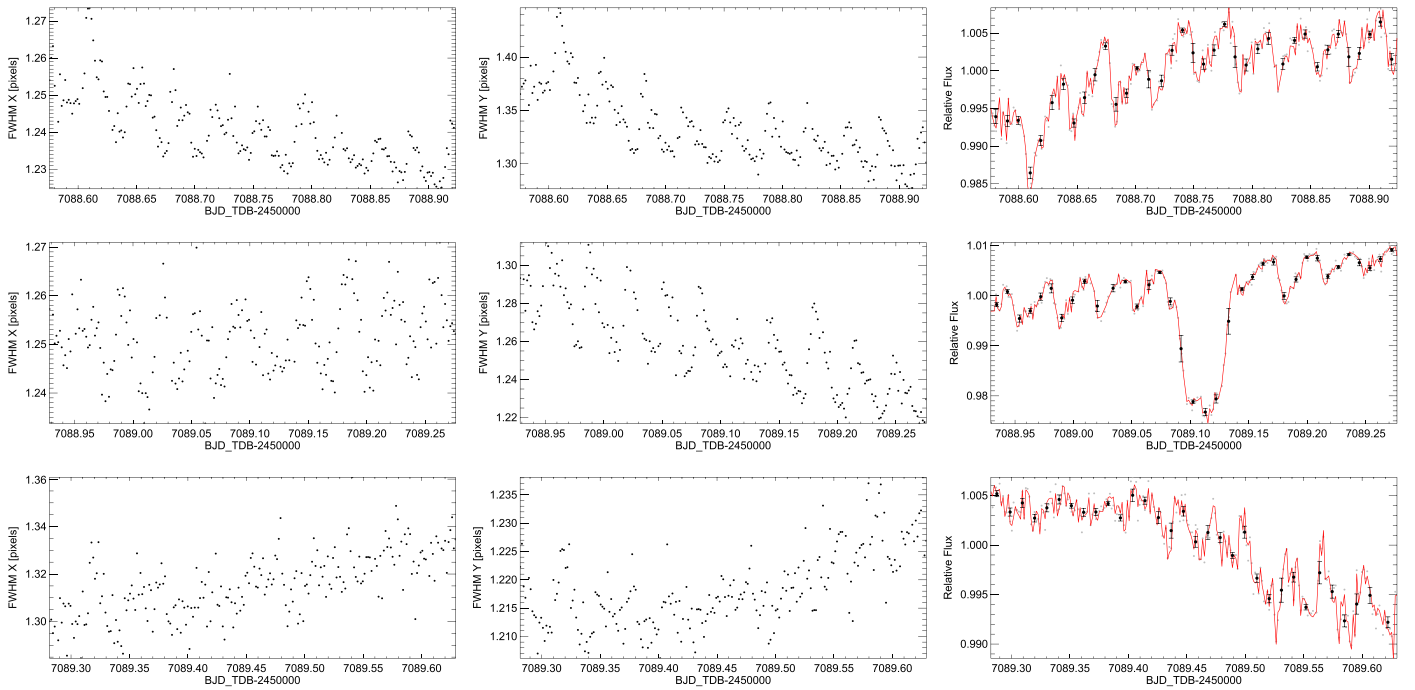 FWHM X [pixels]
1.27
1.26
1.25
1.24
1.23
7088.60 7088.65 7088.70 7088.75 7088.80 7088.85 7088.90
BJD_TDB-2450000
FWHM Y [pixels]
1.40
1.35
1.30
7088.60 7088.65 7088.70 7088.75 7088.80 7088.85 7088.90
BJD_TDB-2450000
Relative Flux
1.005
1.000
0.995
0.990
0.985
7088.60 7088.65 7088.70 7088.75 7088.80 7088.85 7088.90
BJD_TDB-2450000
FWHM X [pixels]
1.27
1.26
1.25
1.24
7088.95 7089.00 7089.05 7089.10 7089.15 7089.20 7089.25
BJD_TDB-2450000
FWHM Y [pixels]
1.30
1.28
1.26
1.24
1.22
7088.95 7089.00 7089.05 7089.10 7089.15 7089.20 7089.25
BJD_TDB-2450000
Relative Flux
1.01
1.00
0.99
0.98
7088.95 7089.00 7089.05 7089.10 7089.15 7089.20 7089.25
BJD_TDB-2450000
FWHM X [pixels]
1.36
1.34
1.32
1.30
7089.30 7089.35 7089.40 7089.45 7089.50 7089.55 7089.60
BJD_TDB-2450000
FWHM Y [pixels]
1.235
1.230
1.225
1.220
1.215
1.210
7089.30 7089.35 7089.40 7089.45 7089.50 7089.55 7089.60
BJD_TDB-2450000
Relative Flux
1.005
1.000
0.995
0.990
7089.30 7089.35 7089.40 7089.45 7089.50 7089.55 7089.60
BJD_TDB-2450000